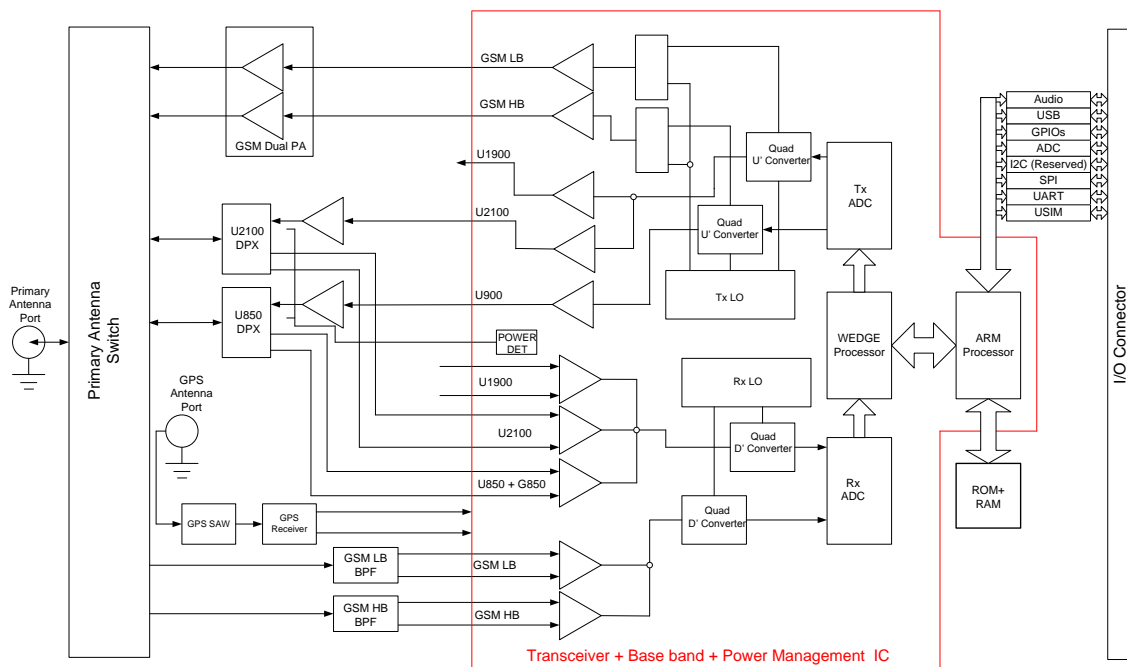 GSM LB
GSM HB
GSM Dual PA
Quad
U' Converter
Tx
ADC
Quad
U' Converter
Tx LO
U1900
U2100
U2100
DPX
U900
U850
DPX
POWER
DET
Primary
Antenna
Port
Primary Antenna
Switch
GPS
Antenna
Port
WEDGE
Processor
ARM
Processor
Audio
USB
GPIOs
ADC
I2C (Reserved)
SPI
UART
USIM
I/O Connector
U1900
U2100
U850 + G850
Rx LO
Quad
D' Converter
Quad
D' Converter
Rx
ADC
ROM+
RAM
GPS SAW
GPS
Receiver
GSM LB
BPF
GSM LB
GSM HB
BPF
GSM HB
Transceiver + Base band + Power Management IC